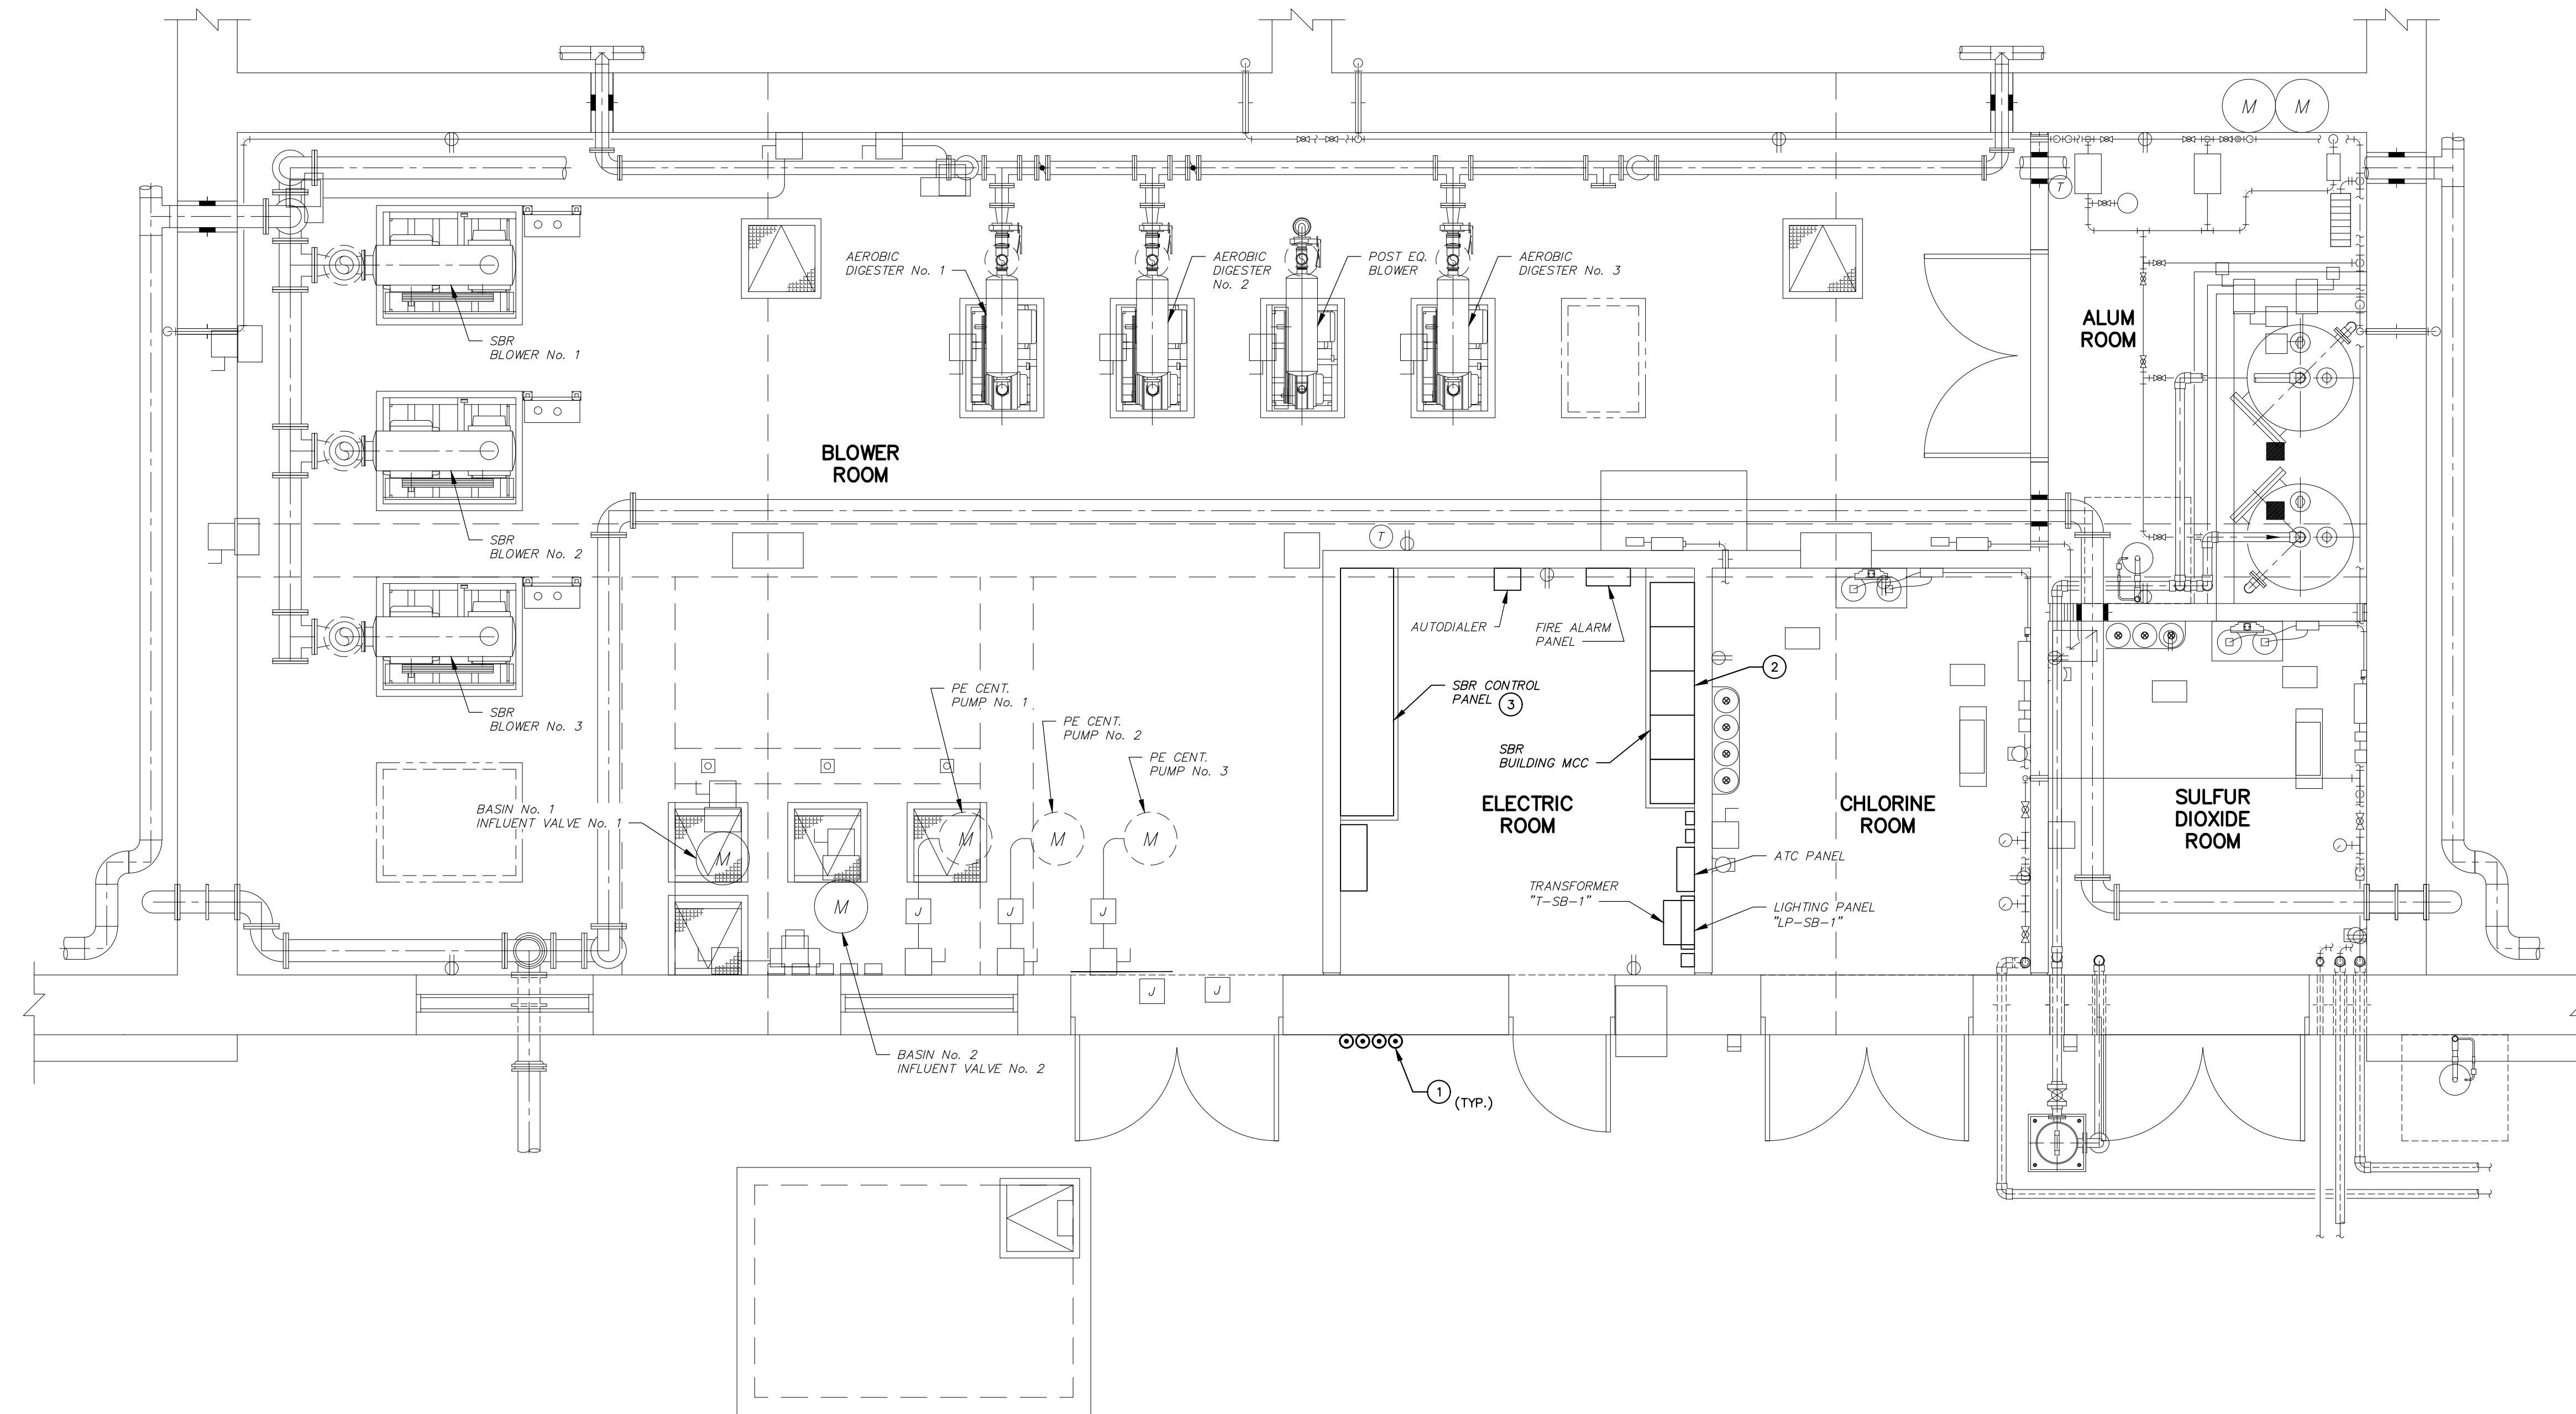 M
M
T
AEROBIC
DIGESTER No. 1
AEROBIC
DIGESTER
No. 2
POST EQ.
BLOWER
AEROBIC
DIGESTER No. 3
SBR
BLOWER No. 1
ALUM
ROOM
BLOWER
ROOM
SBR
BLOWER No. 2
T
AUTODIALER
FIRE ALARM
PANEL
SBR
BLOWER No. 3
PE CENT.
PUMP No. 1
PE CENT.
PUMP No. 2
PE CENT.
PUMP No. 3
SBR CONTROL
PANEL
3
2
SBR
BUILDING MCC
BASIN No. 1
INFLUENT VALVE No. 1
M
M
M
M
M
ELECTRIC
ROOM
CHLORINE
ROOM
SULFUR
DIOXIDE
ROOM
ATC PANEL
TRANSFORMER
"T-SB-1"
LIGHTING PANEL
"LP-SB-1"
J
J
J
J
J
BASIN No. 2
INFLUENT VALVE No. 2
1
(TYP.)